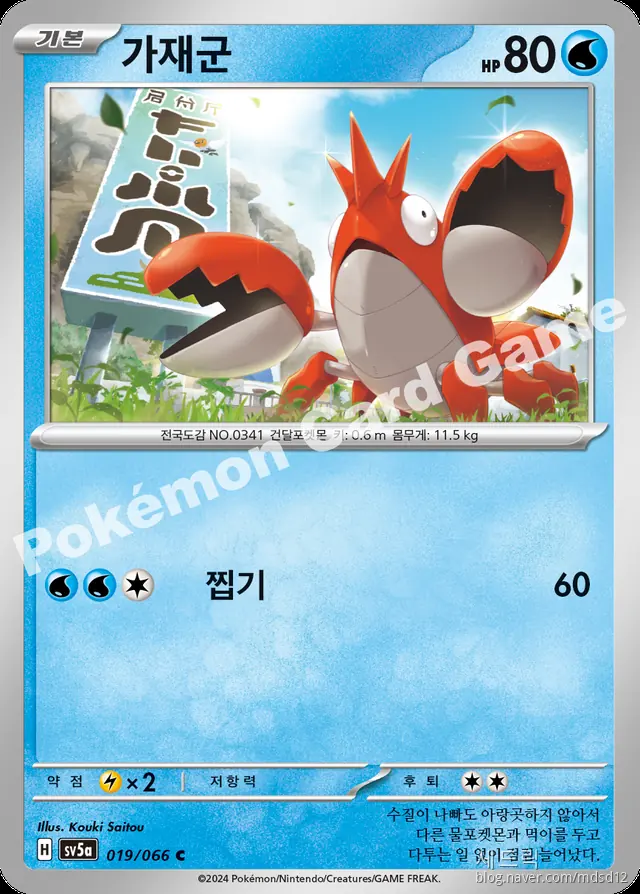 기본
가재군
HP 80
Pokémon Card Game
전국도감 NO.0341 건달포켓몬 키: 0.6 m 몸무게: 11.5 kg
찝기 60
약점 ×2 저항력 후퇴
Illus. Kouki Saitou
수질이 나빠도 아랑곳하지 않아서
다른 물포켓몬과 먹이를 두고
다투는 일 없이 점점 늘어났다.
H sv5a 019/066 C
blog.naver.com/mdsd12
©2024 Pokémon/Nintendo/Creatures/GAME FREAK.